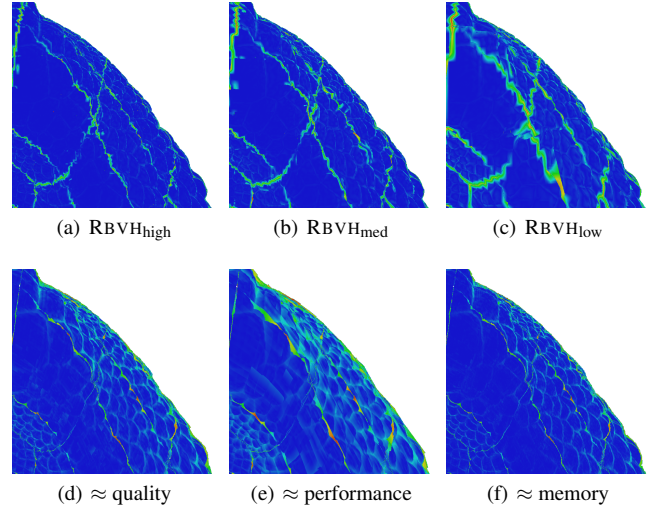 (a) RBVHhigh
(b) RBVHmed
(c) RBVHlow
(d) ≈ quality
(e) ≈ performance
(f) ≈ memory